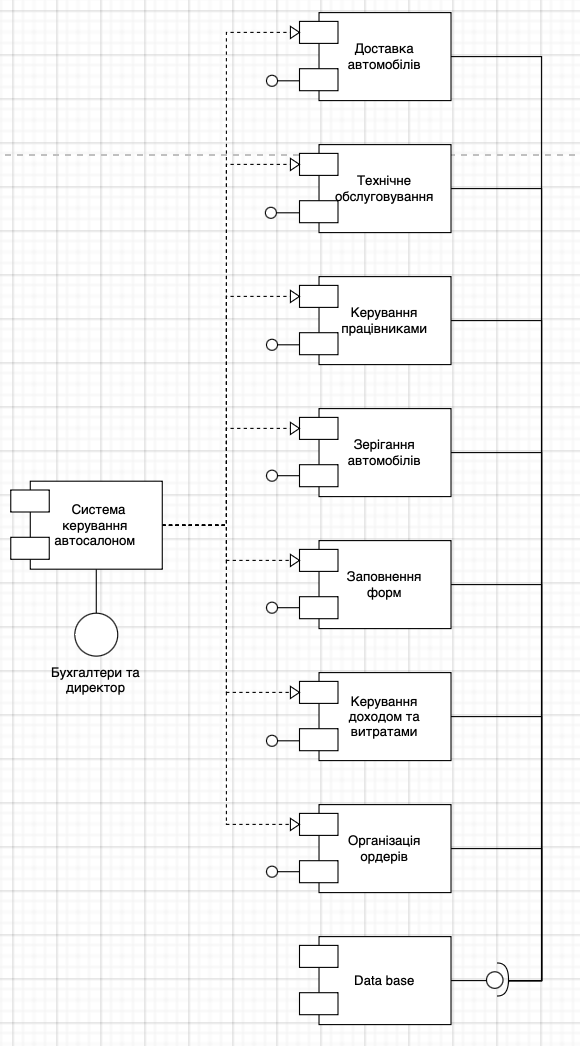 Доставка
автомобілів
Технічне
обслуговування
Керування
працівниками
Зерігання
автомобілів
Система
керування
автосалоном
Бухгалтери та
директор
Заповнення
форм
Керування
доходом та
витратами
Організація
ордерів
Data base